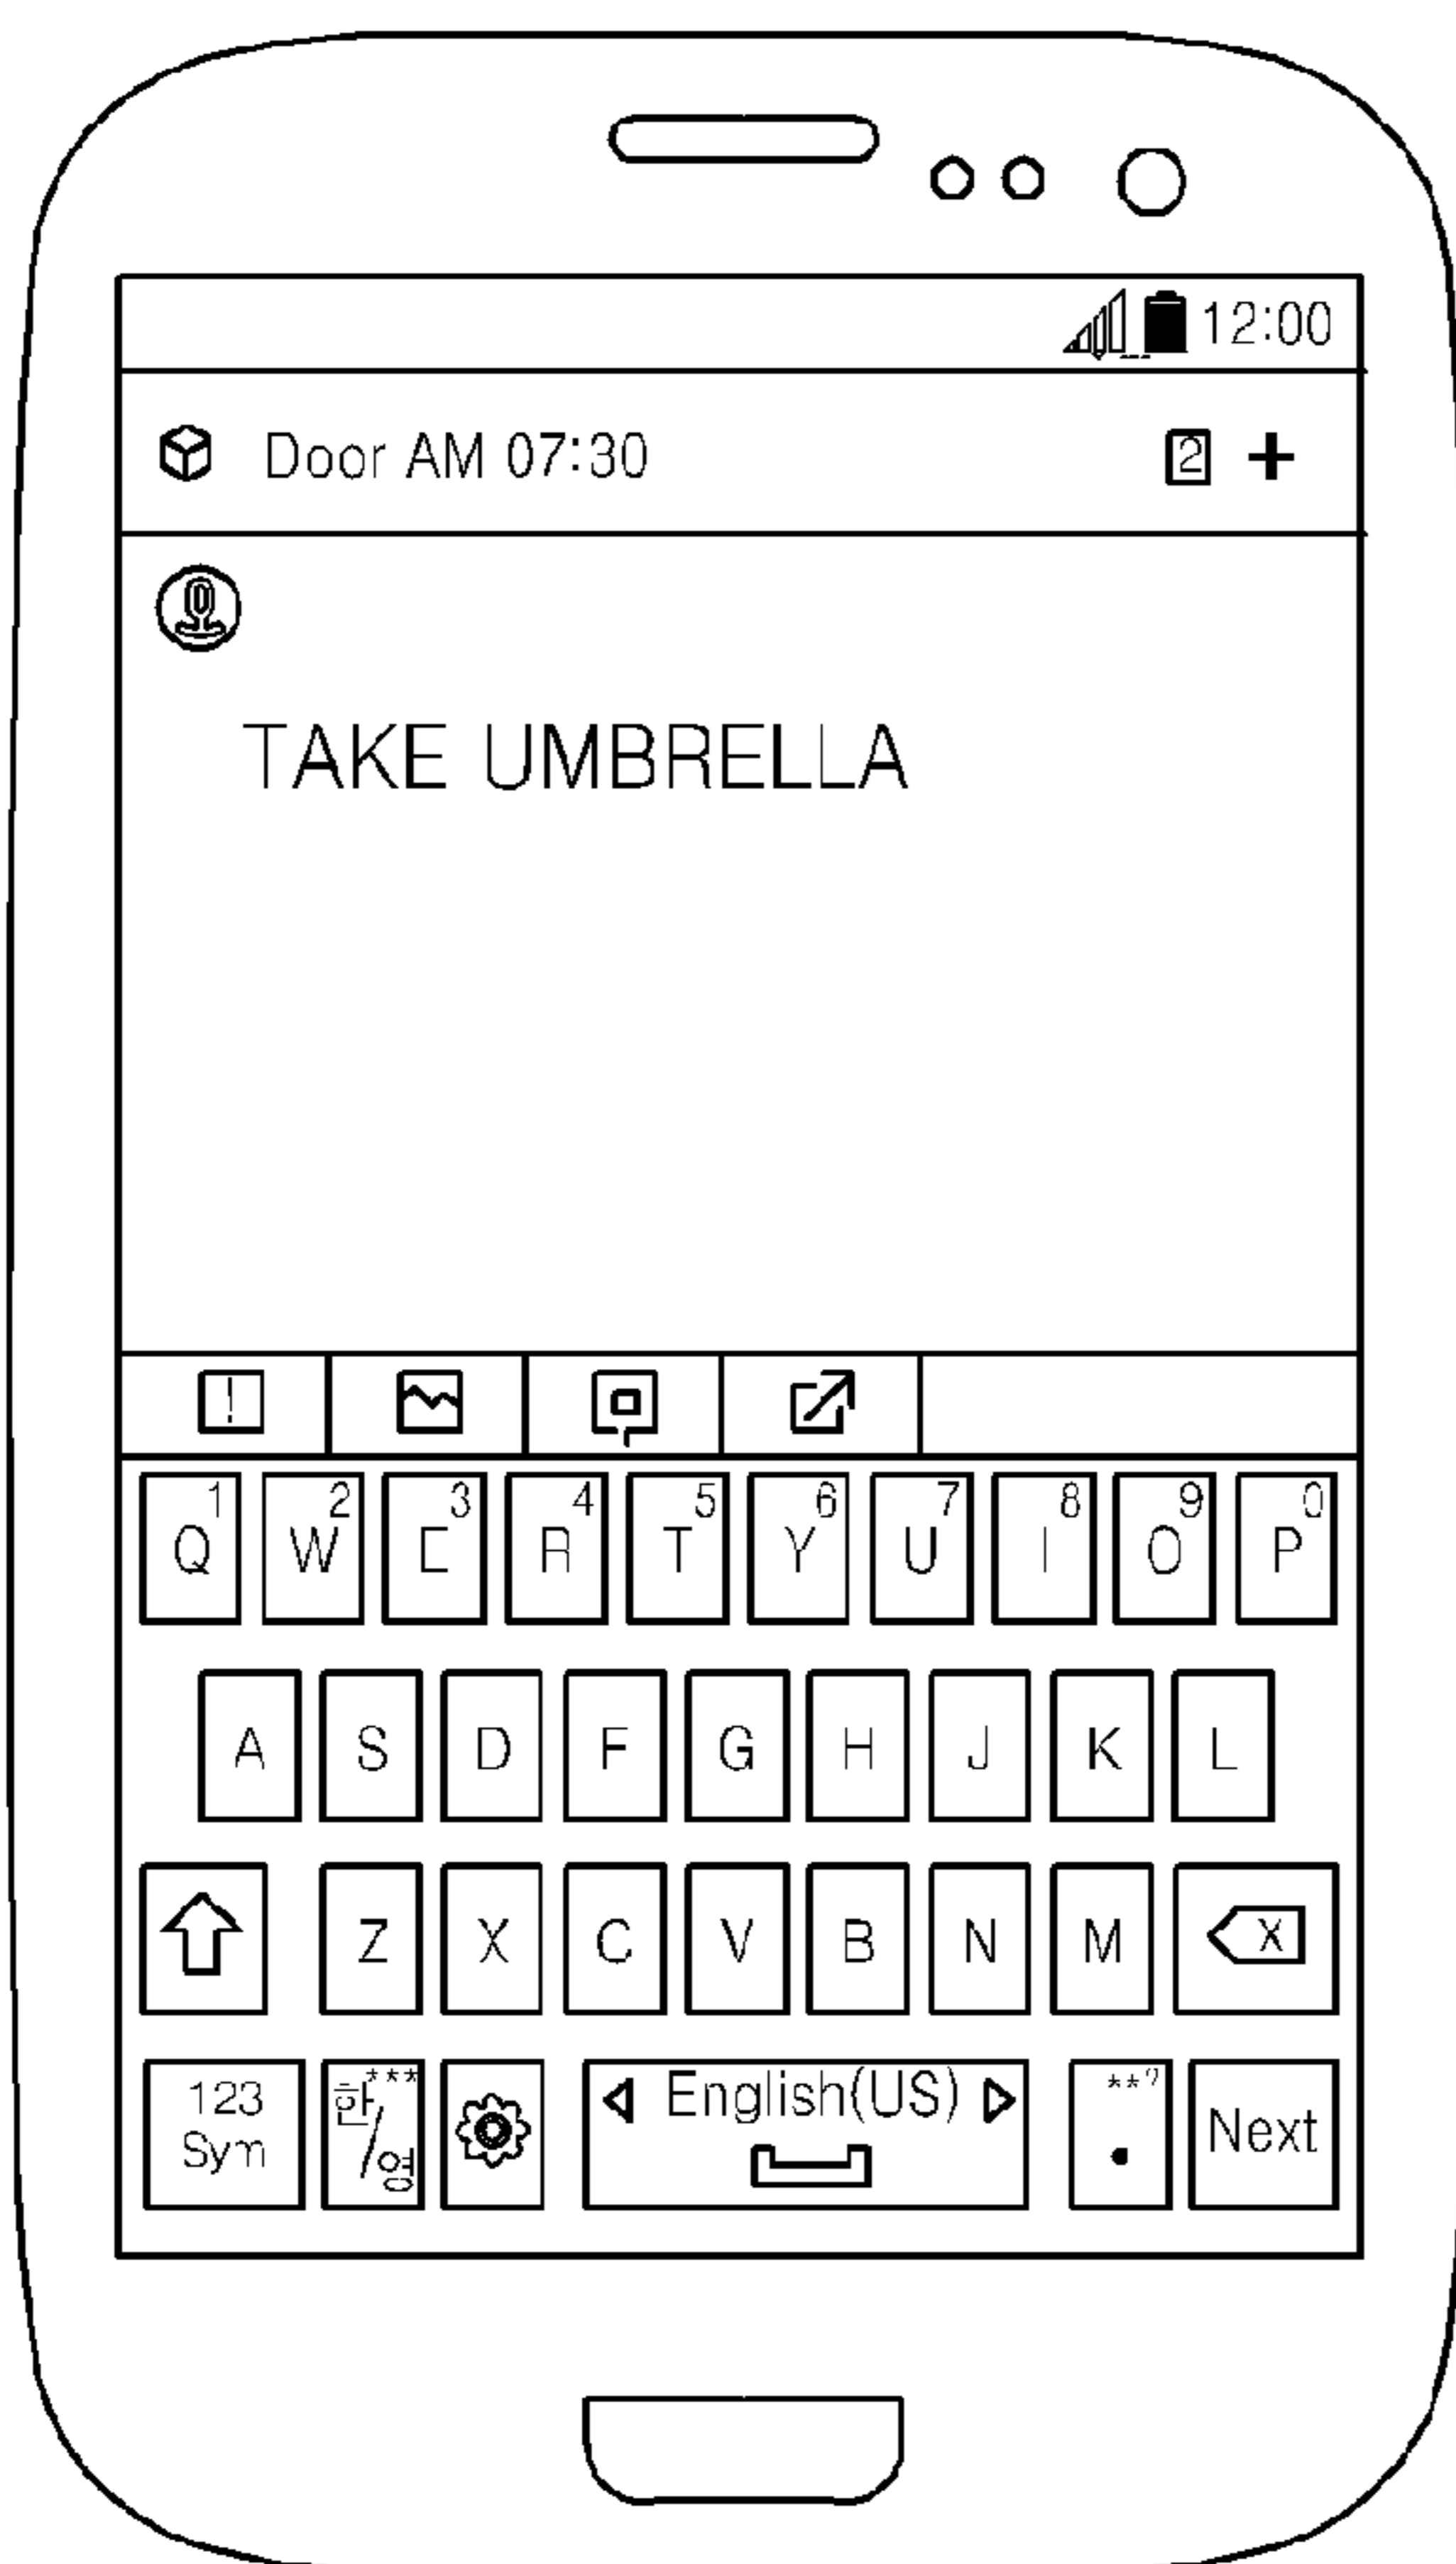 12:00
Door AM 07:30 2 +
TAKE UMBRELLA
!
1 2 3 4 5 6 7 8 9 0
Q W E R T Y U I O P
A S D F G H J K L
Z X C V B N M X
123 한/영 *** English(US) **? . Next
Sym